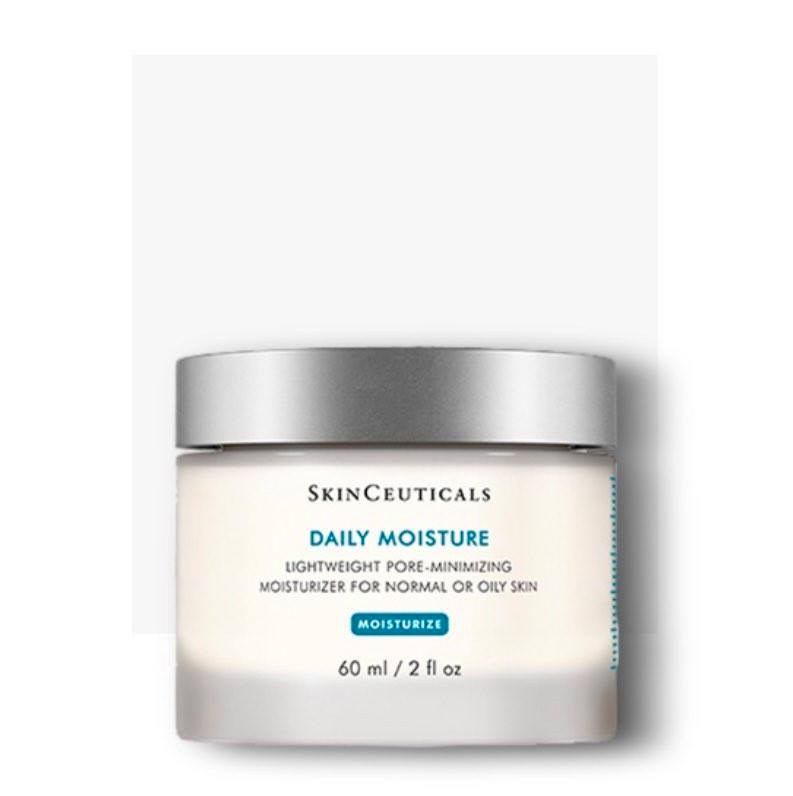 SKINCEUTICALS
DAILY MOISTURE
LIGHTWEIGHT PORE-MINIMIZING
MOISTURIZER FOR NORMAL OR OILY SKIN
MOISTURIZE
60 ml / 2 fl oz